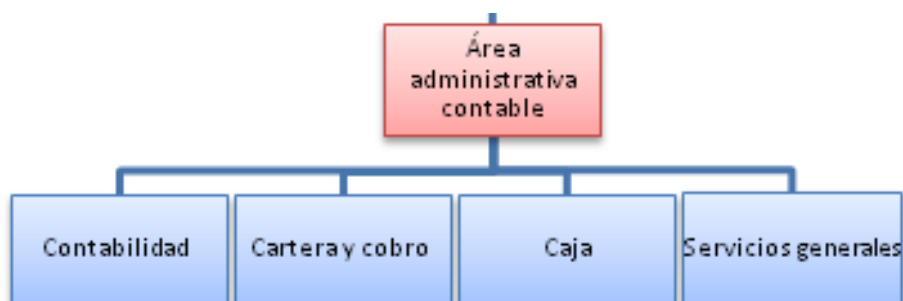 Área
administrativa
contable
Contabilidad
Cartera y cobro
Caja
Servicios generales